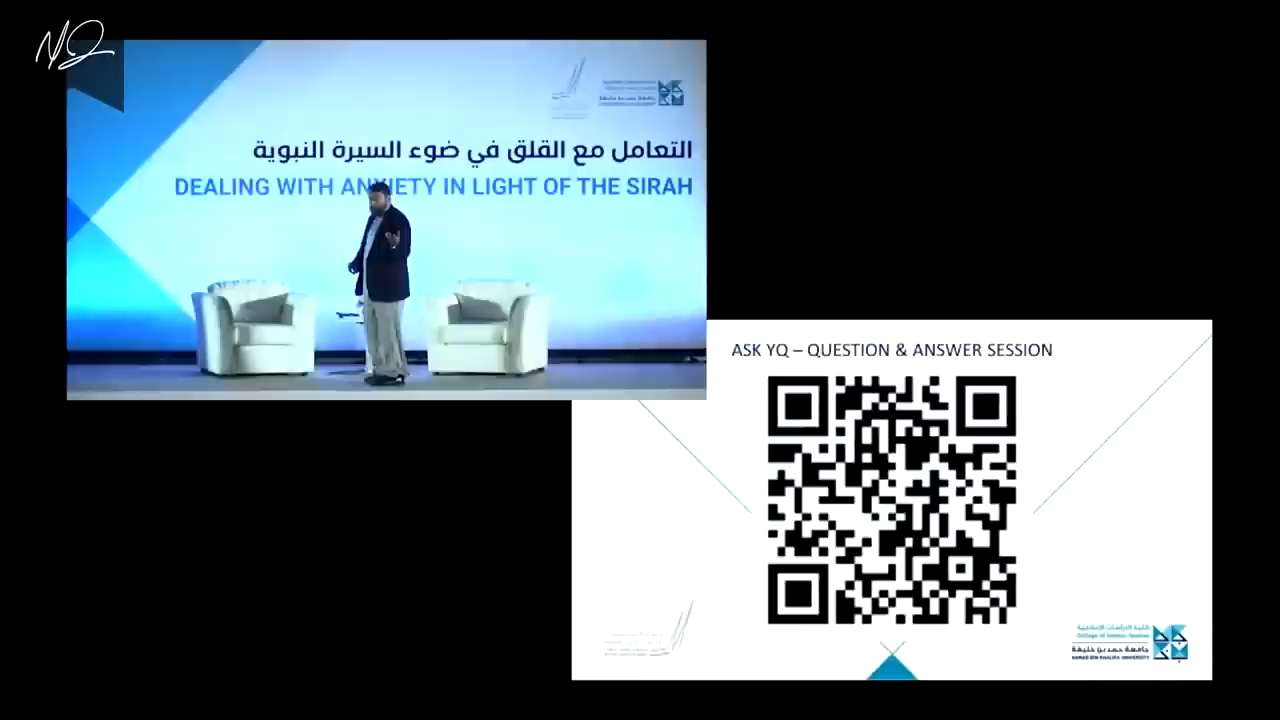 التعامل مع القلق في ضوء السيرة النبوية
DEALING WITH ANXIETY IN LIGHT OF THE SIRAH
ASK YQ – QUESTION & ANSWER SESSION
كلية الدراسات الإسلامية
College of Islamic Studies
جامعة حمد بن خليفة
HAMAD BIN KHALIFA UNIVERSITY